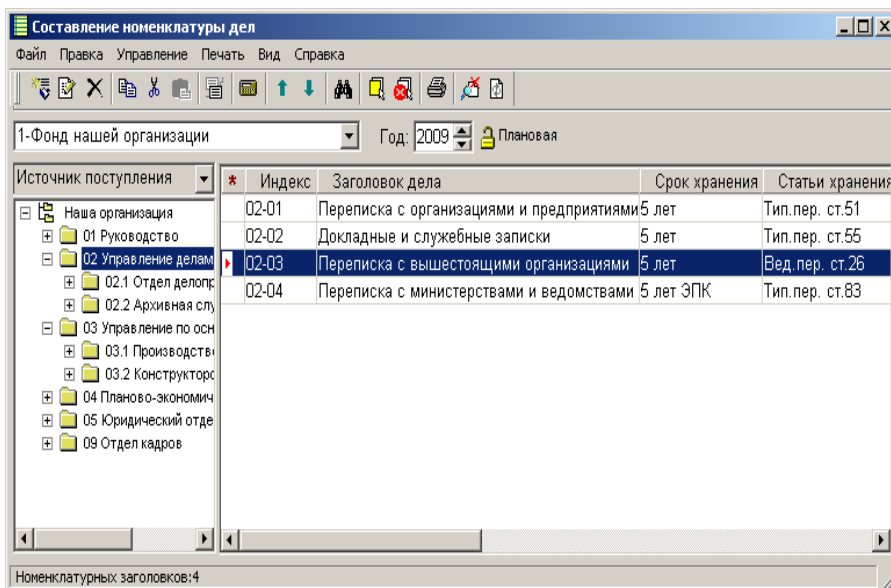 Составление номенклатуры дел
Файл Правка Управление Печать Вид Справка
1-Фонд нашей организации Год: 2009 Плановая
Источник поступления
Наша организация
01 Руководство
02 Управление делам
02.1 Отдел делопр
02.2 Архивная слу
03 Управление по осн
03.1 Производств
03.2 Конструкторс
04 Планово-экономич
05 Юридический отде
09 Отдел кадров
* Индекс Заголовок дела Срок хранения Статьи хранения
02-01 Переписка с организациями и предприятиями 5 лет Тип.пер. ст.51
02-02 Докладные и служебные записки 5 лет Тип.пер. ст.55
02-03 Переписка с вышестоящими организациями 5 лет Вед.пер. ст.26
02-04 Переписка с министерствами и ведомствами 5 лет ЭПК Тип.пер. ст.83
Номенклатурных заголовков:4